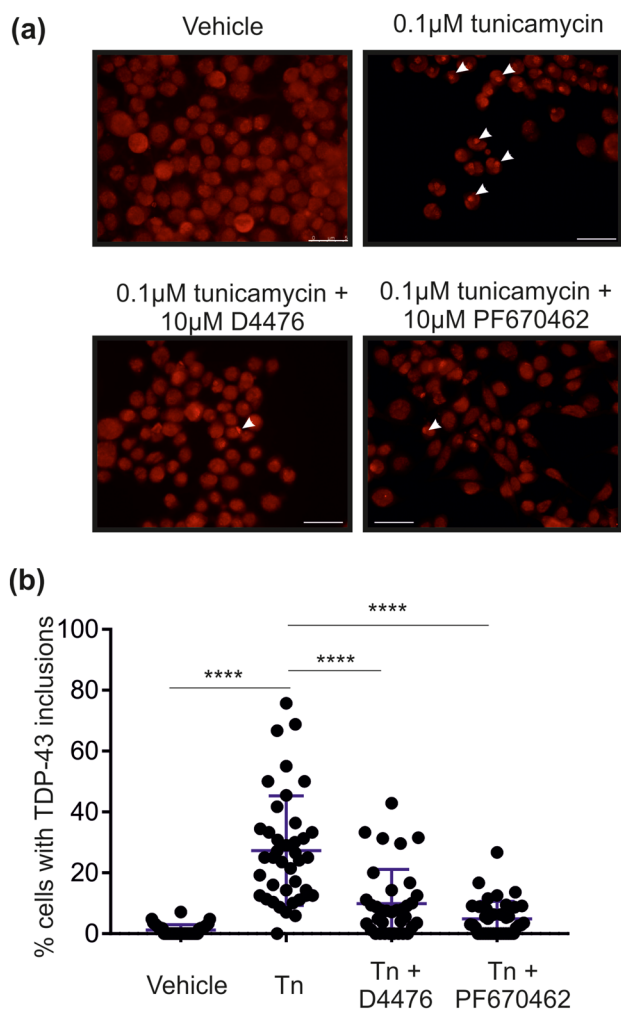 (a)
Vehicle
0.1µM tunicamycin
0.1µM tunicamycin +
10µM D4476
0.1µM tunicamycin +
10µM PF670462
(b)
% cells with TDP-43 inclusions
100
80
60
40
20
0
****
****
****
Vehicle
Tn
Tn +
D4476
Tn +
PF670462